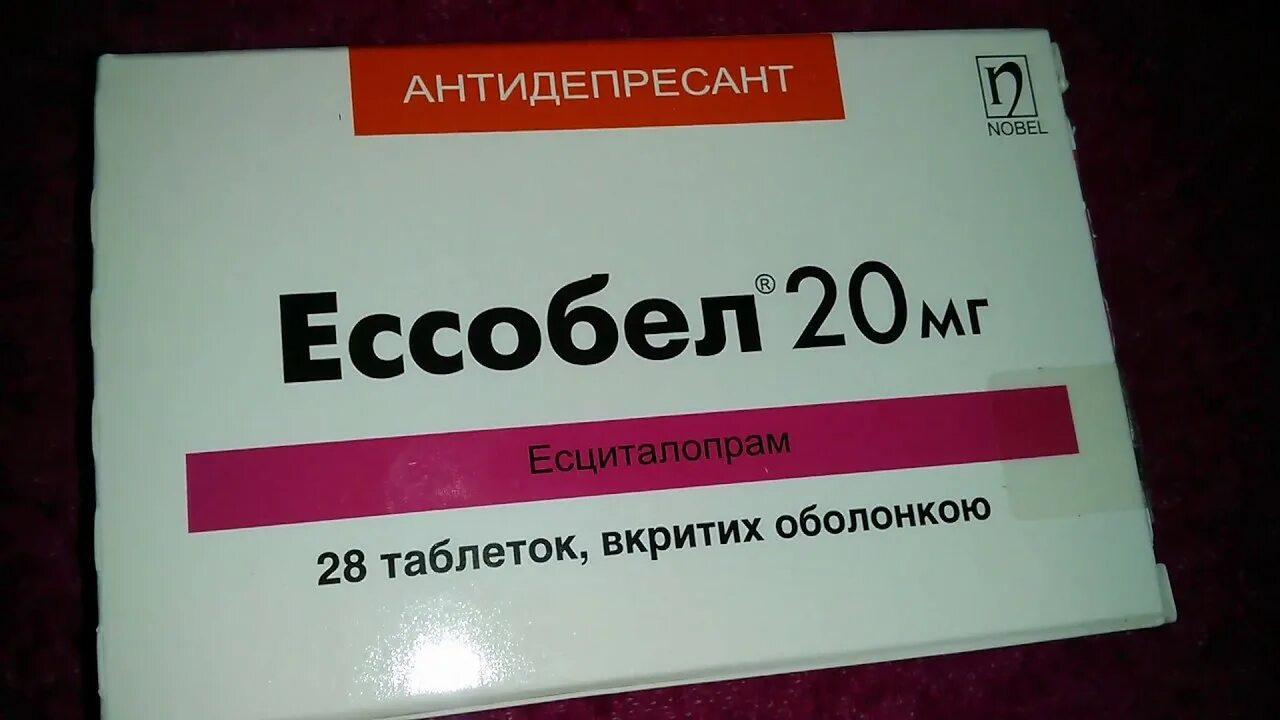 АНТИДЕПРЕСАНТ
NOBEL
Ессобел® 20 мг
Есциталопрам
28 таблеток, вкритих оболонкою